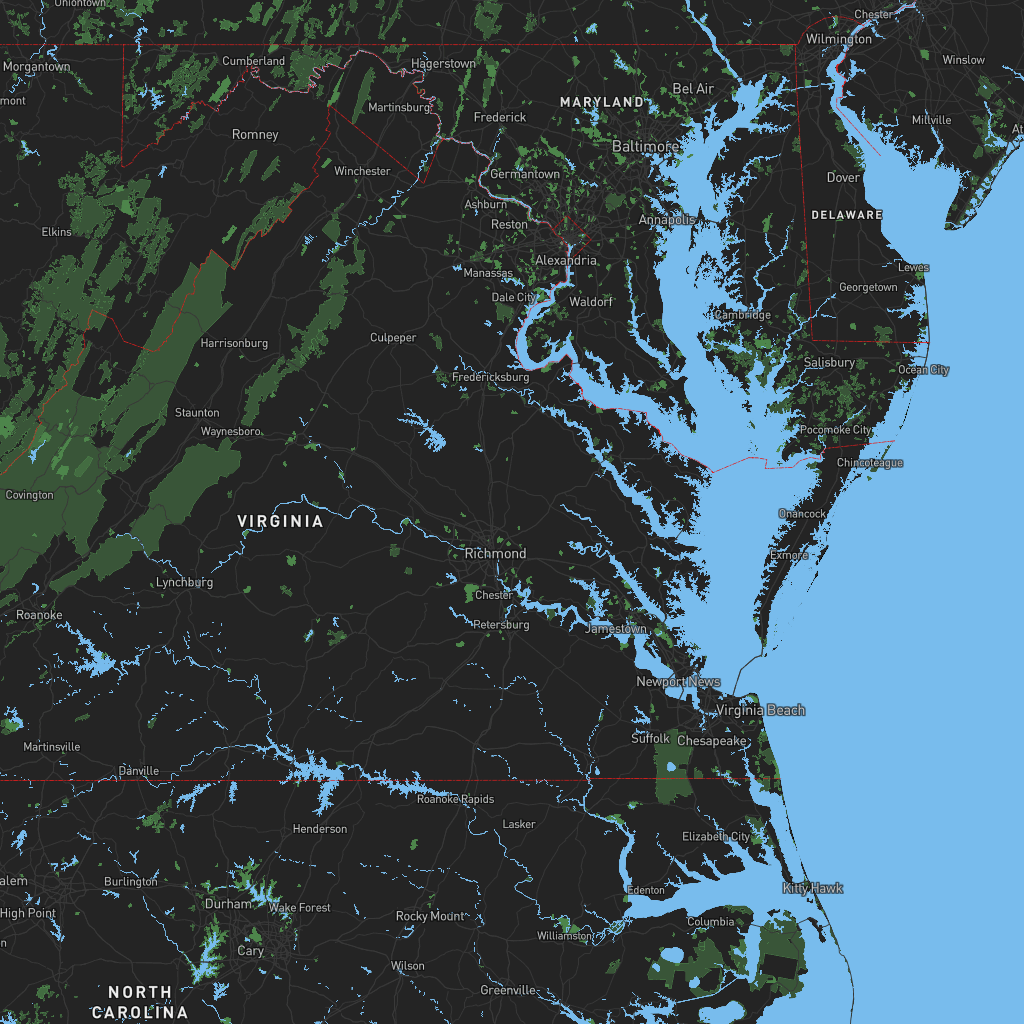 Uniontown
Chester
Wilmington
Cumberland
Hagerstown
Winslow
Morgantown
Bel Air
mont
MARYLAND
Martinsburg
Frederick
Millville
At
Romney
Baltimore
Winchester
Germantown
Dover
Ashburn
DELAWARE
Annapolis
Reston
Elkins
Alexandria
Lewes
Manassas
Georgetown
Dale City
Waldorf
Cambridge
Harrisonburg
Culpeper
Salisbury
Ocean City
Fredericksburg
Staunton
Waynesboro
Pocomoke City
Chincoteague
Covington
VIRGINIA
Onancock
Richmond
Exmore
Lynchburg
Chester
Roanoke
Petersburg
Jamestown
Newport News
Virginia Beach
Suffolk
Chesapeake
Martinsville
Danville
Roanoke Rapids
Lasker
Henderson
Elizabeth City
alem
Burlington
Edenton
Kitty Hawk
High Point
Durham
Wake Forest
Rocky Mount
Columbia
Williamston
n
Cary
Wilson
NORTH
CAROLINA
Greenville